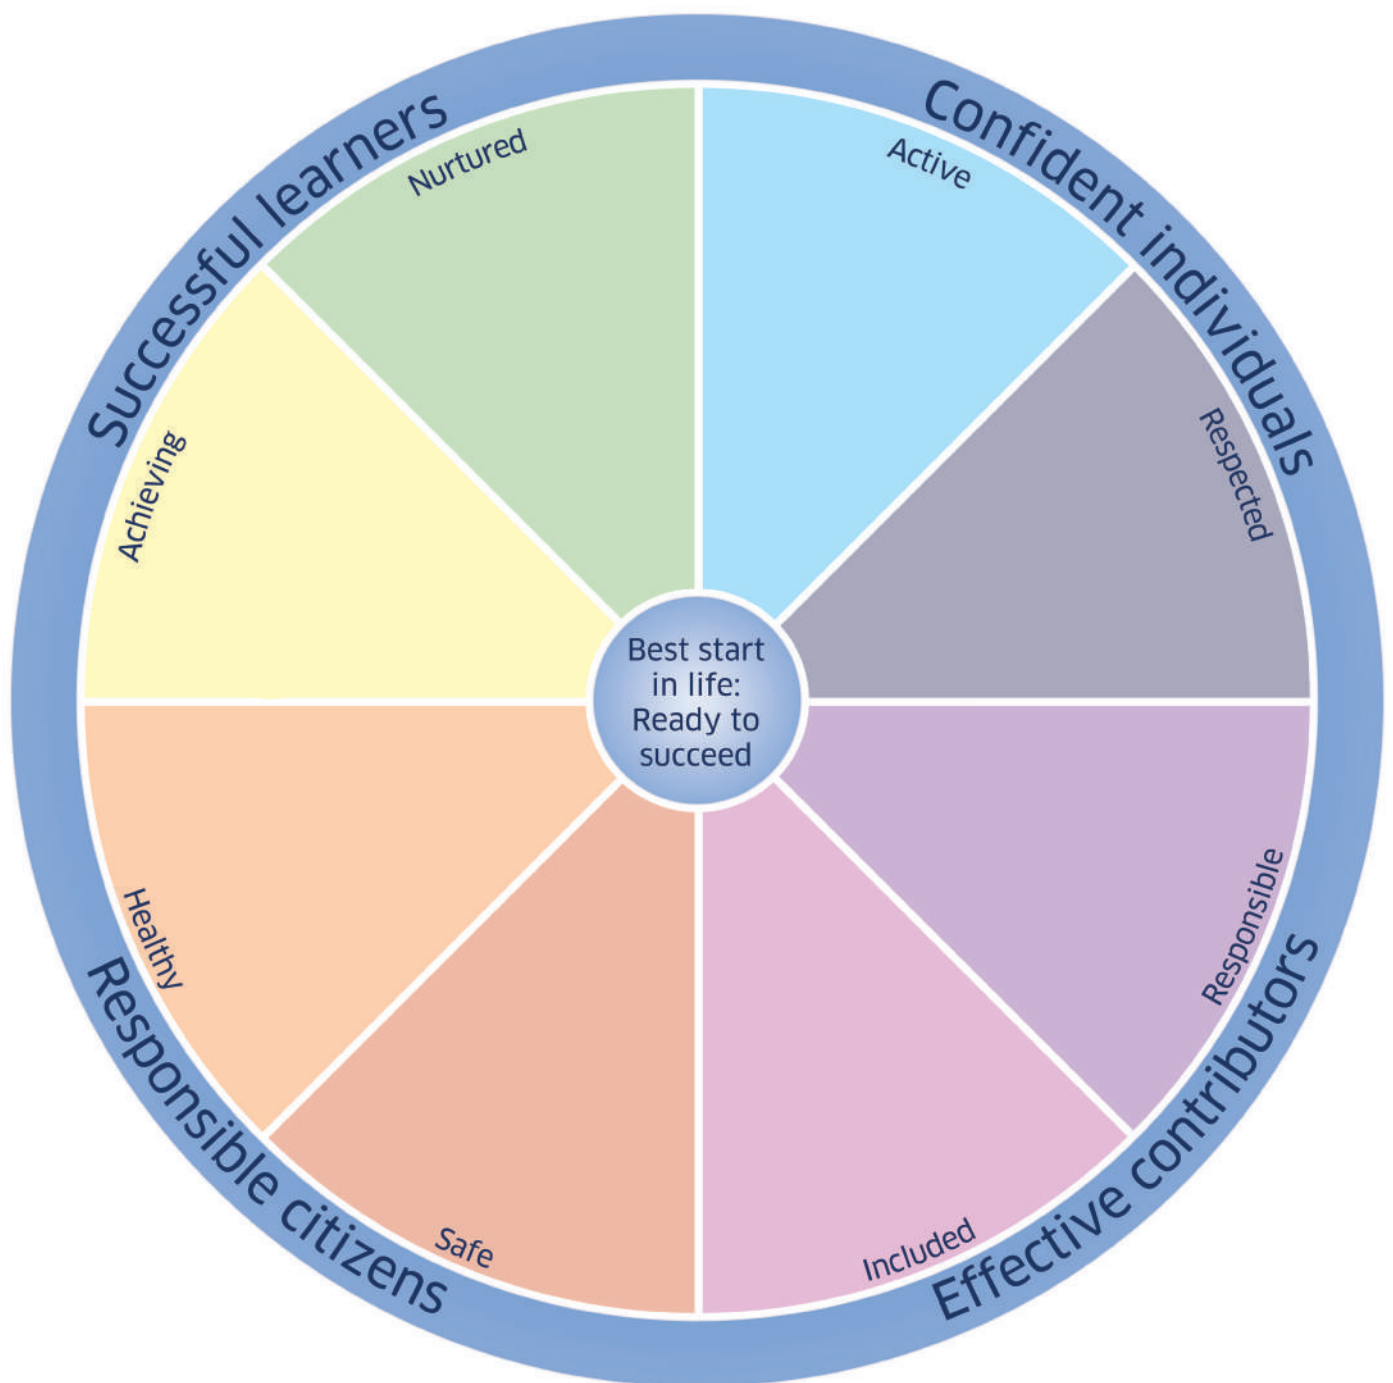 Successful learners
Confident individuals
Nurtured
Active
Achieving
Respected
Best start
in life:
Ready to
succeed
Healthy
Responsible
Safe
Included
Responsible citizens
Effective contributors